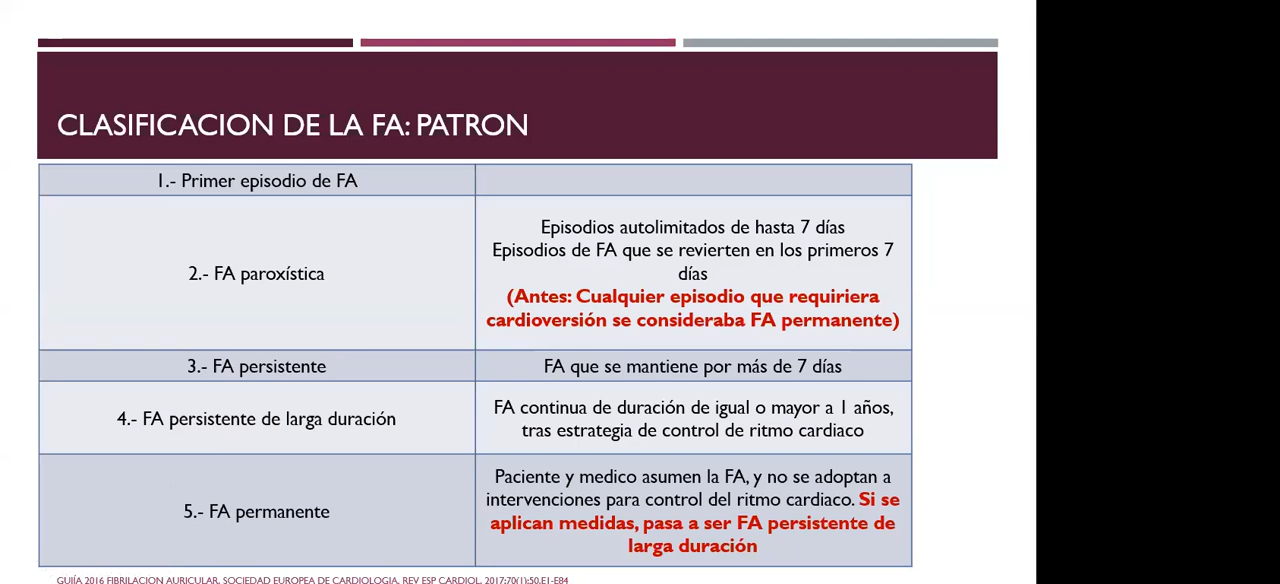 CLASIFICACION DE LA FA: PATRON
1.- Primer episodio de FA
2.- FA paroxística
Episodios autolimitados de hasta 7 días
Episodios de FA que se revierten en los primeros 7
días
(Antes: Cualquier episodio que requiriera
cardioversión se consideraba FA permanente)
3.- FA persistente
FA que se mantiene por más de 7 días
4.- FA persistente de larga duración
FA continua de duración de igual o mayor a 1 años,
tras estrategia de control de ritmo cardiaco
5.- FA permanente
Paciente y medico asumen la FA, y no se adoptan a
intervenciones para control del ritmo cardiaco. Si se
aplican medidas, pasa a ser FA persistente de
larga duración
GUIÍA 2016 FIBRILACION AURICULAR. SOCIEDAD EUROPEA DE CARDIOLOGIA. REV ESP CARDIOL. 2017;70(1);50.E1-E84